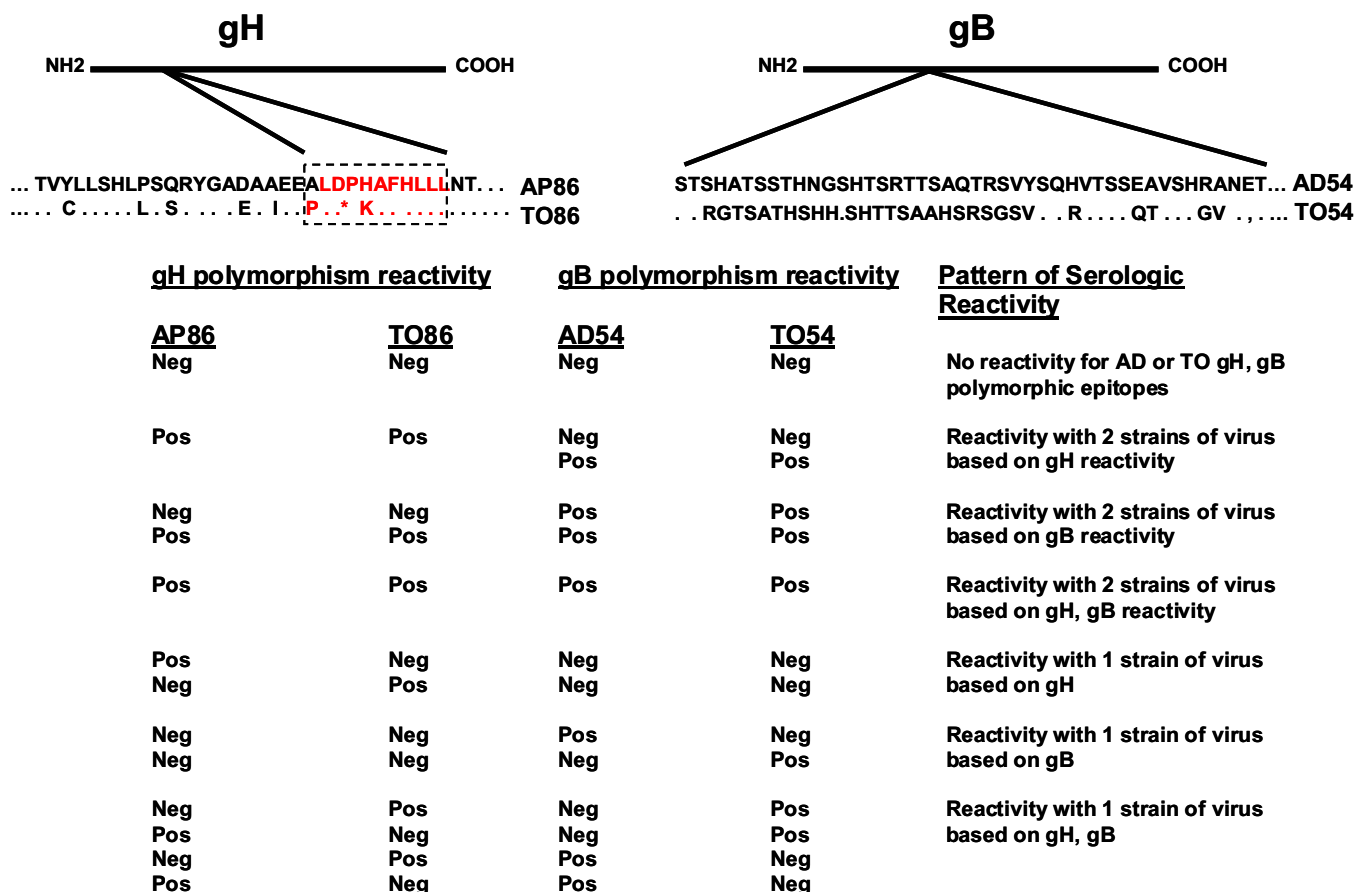 gH gB
NH2 COOH NH2 COOH
... TVYLLSHLPSQRYGADAAEEALDPHAFHLLLNT. . . AP86 STSHATSSTHNGSHTSRTTSAQTRSVYSQHVTSSEAVSHRANET... AD54
... . . C . . . . . L . S . . . . E . I . . P . . * K . . . . . . . . . . . . TO86 . . RGTSATHSHH.SHTTSAAHSRSGSV . . R . . . . QT . . . GV . , . ... TO54
gH polymorphism reactivity gB polymorphism reactivity Pattern of Serologic
Reactivity
AP86 TO86 AD54 TO54
Neg Neg Neg Neg No reactivity for AD or TO gH, gB
polymorphic epitopes
Pos Pos Neg Neg Reactivity with 2 strains of virus
Pos Pos based on gH reactivity
Neg Neg Pos Pos Reactivity with 2 strains of virus
Pos Pos Pos Pos based on gB reactivity
Pos Pos Pos Pos Reactivity with 2 strains of virus
based on gH, gB reactivity
Pos Neg Neg Neg Reactivity with 1 strain of virus
Neg Pos Neg Neg based on gH
Neg Neg Pos Neg Reactivity with 1 strain of virus
Neg Neg Neg Pos based on gB
Neg Pos Neg Pos Reactivity with 1 strain of virus
Pos Neg Neg Pos based on gH, gB
Neg Pos Pos Neg
Pos Neg Pos Neg